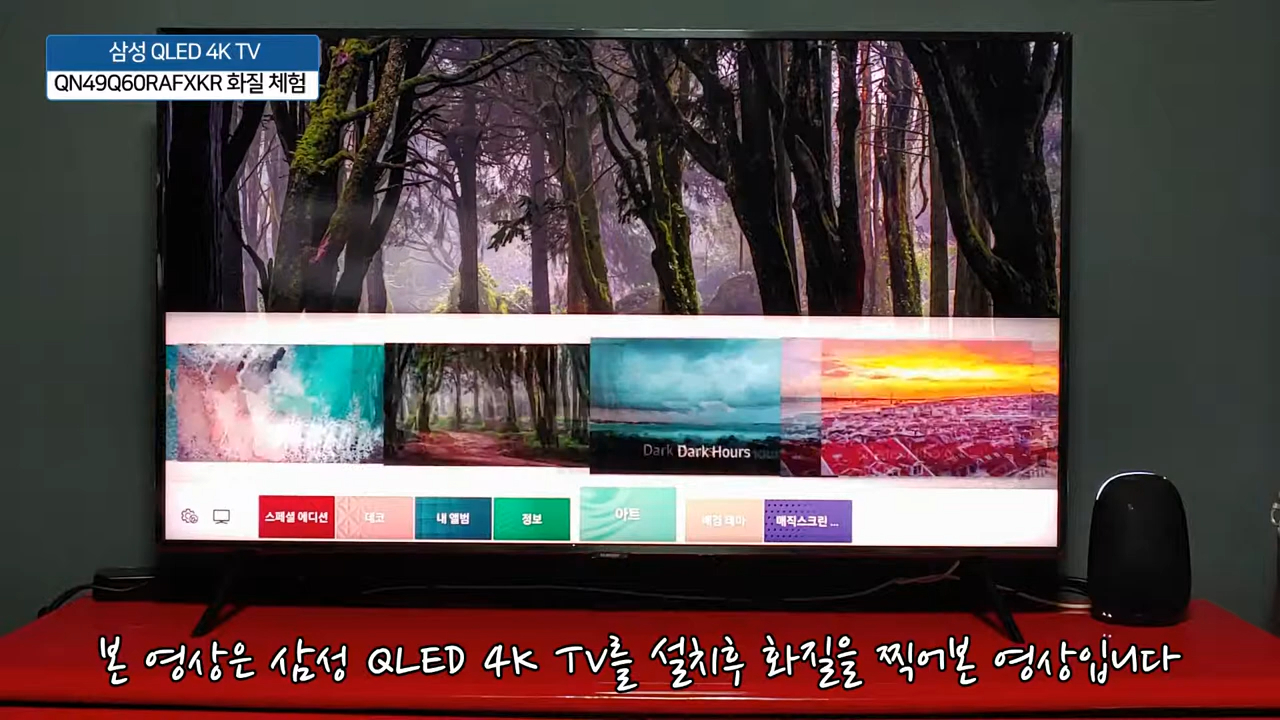 삼성 QLED 4K TV
QN49Q60RAFXKR 화질 체험
Dark Dark Hours
스페셜 에디션
데코
내 앨범
정보
아트
배경 테마
매직스크린 ...
본 영상은 삼성 QLED 4K TV를 설치후 화질을 찍어본 영상입니다